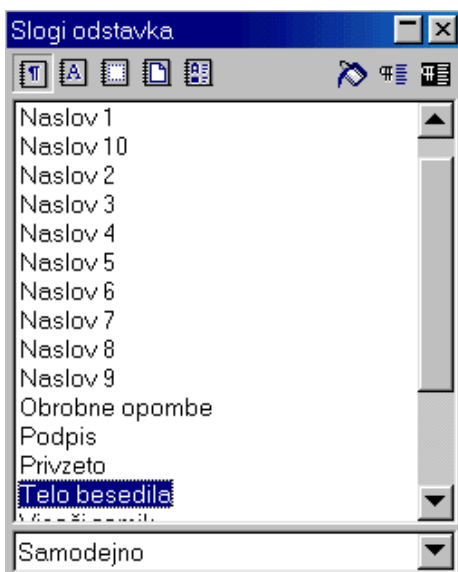 Slogi odstavka
Naslov 1
Naslov 10
Naslov 2
Naslov 3
Naslov 4
Naslov 5
Naslov 6
Naslov 7
Naslov 8
Naslov 9
Obrobne opombe
Podpis
Privzeto
Telo besedila
Samodejno